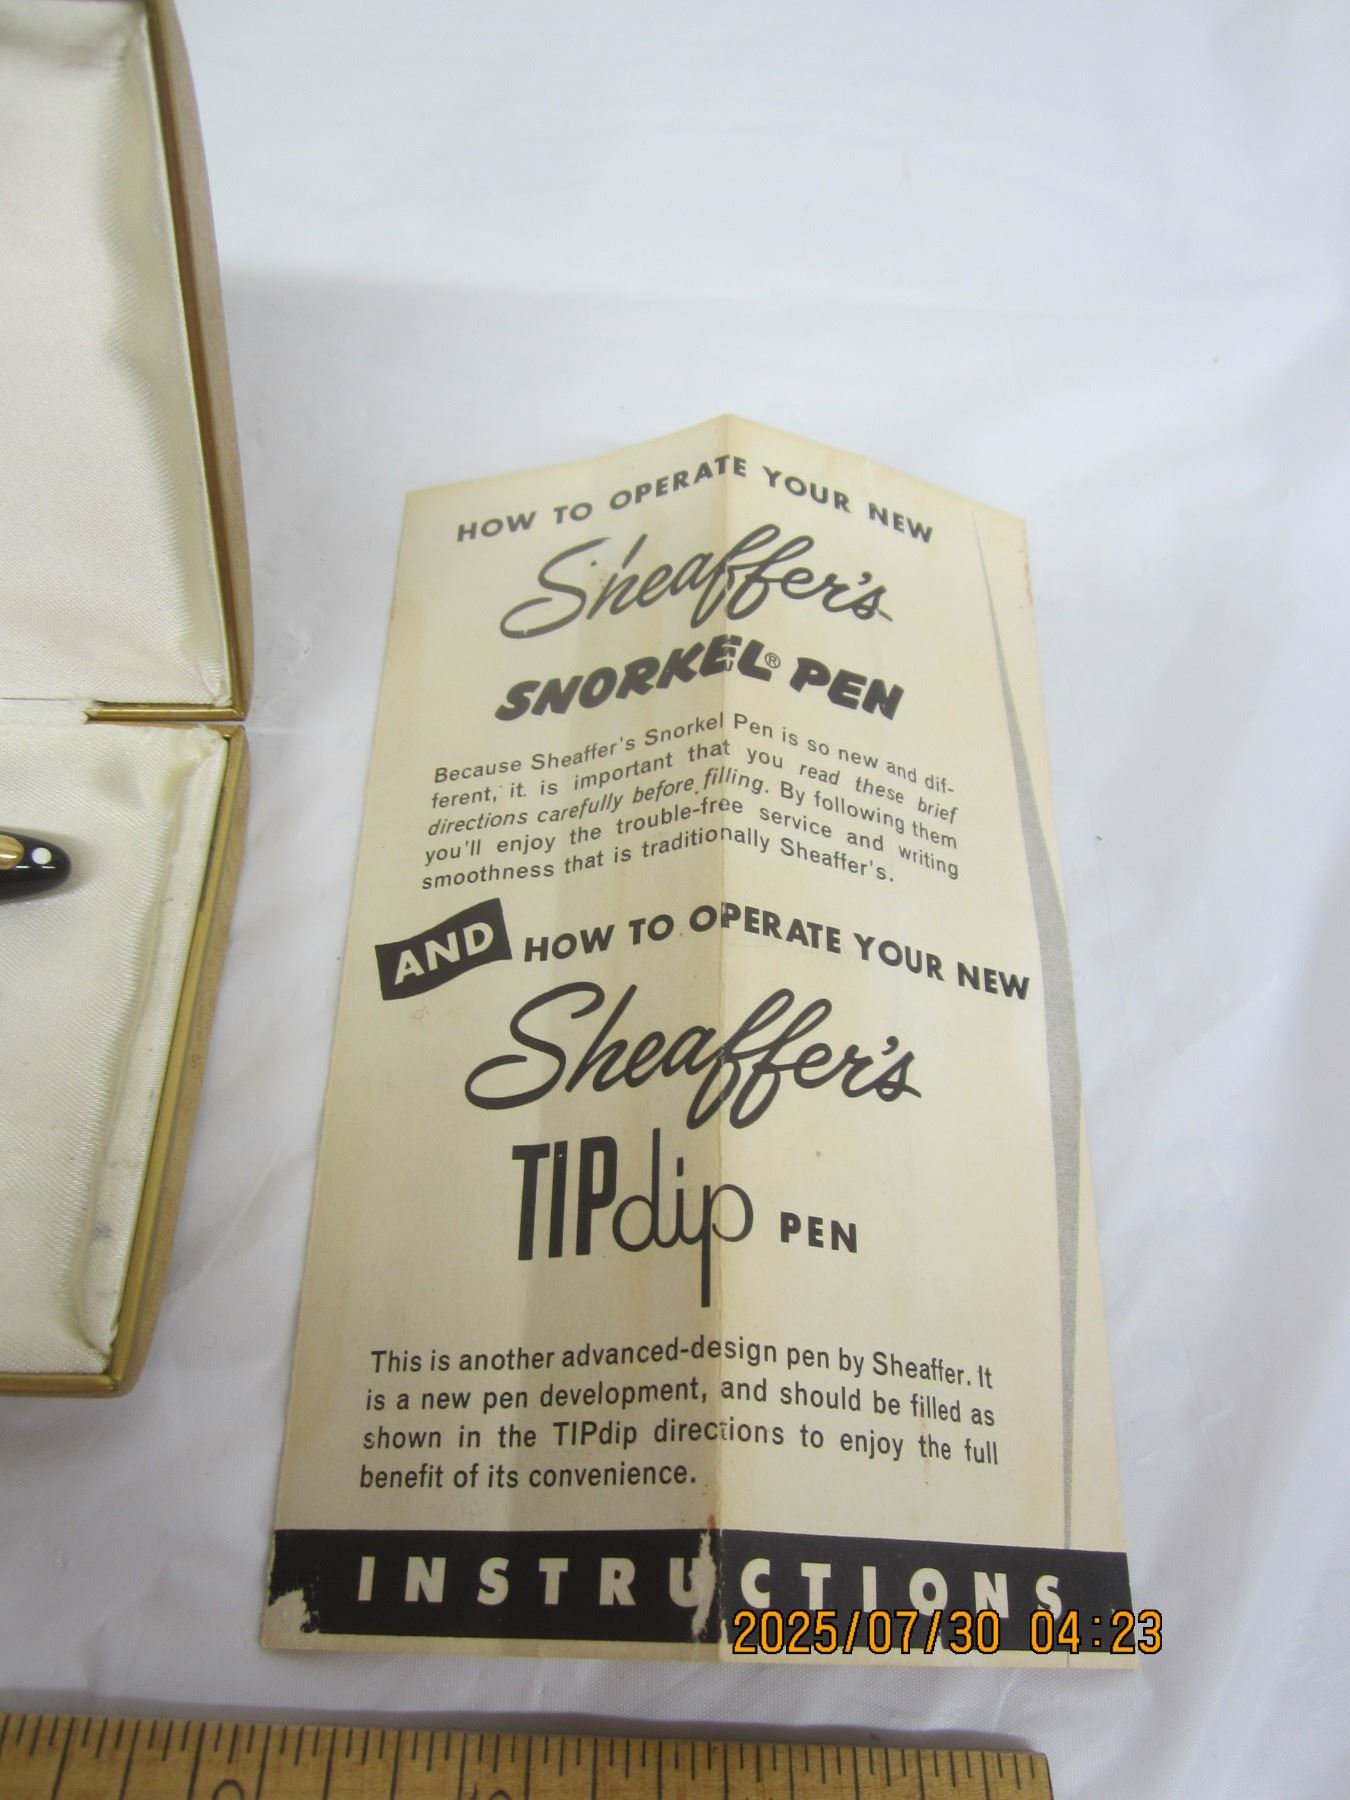 HOW TO OPERATE YOUR NEW
Sheaffer's
SNORKEL® PEN
Because Sheaffer's Snorkel Pen is so new and dif-
ferent, it is important that you read these brief
directions carefully before filling. By following them
you'll enjoy the trouble-free service and writing
smoothness that is traditionally Sheaffer's.
AND HOW TO OPERATE YOUR NEW
Sheaffer's
TIPdip PEN
This is another advanced-design pen by Sheaffer. It
is a new pen development, and should be filled as
shown in the TIPdip directions to enjoy the full
benefit of its convenience.
INSTRUCTIONS
2025/07/30 04:23